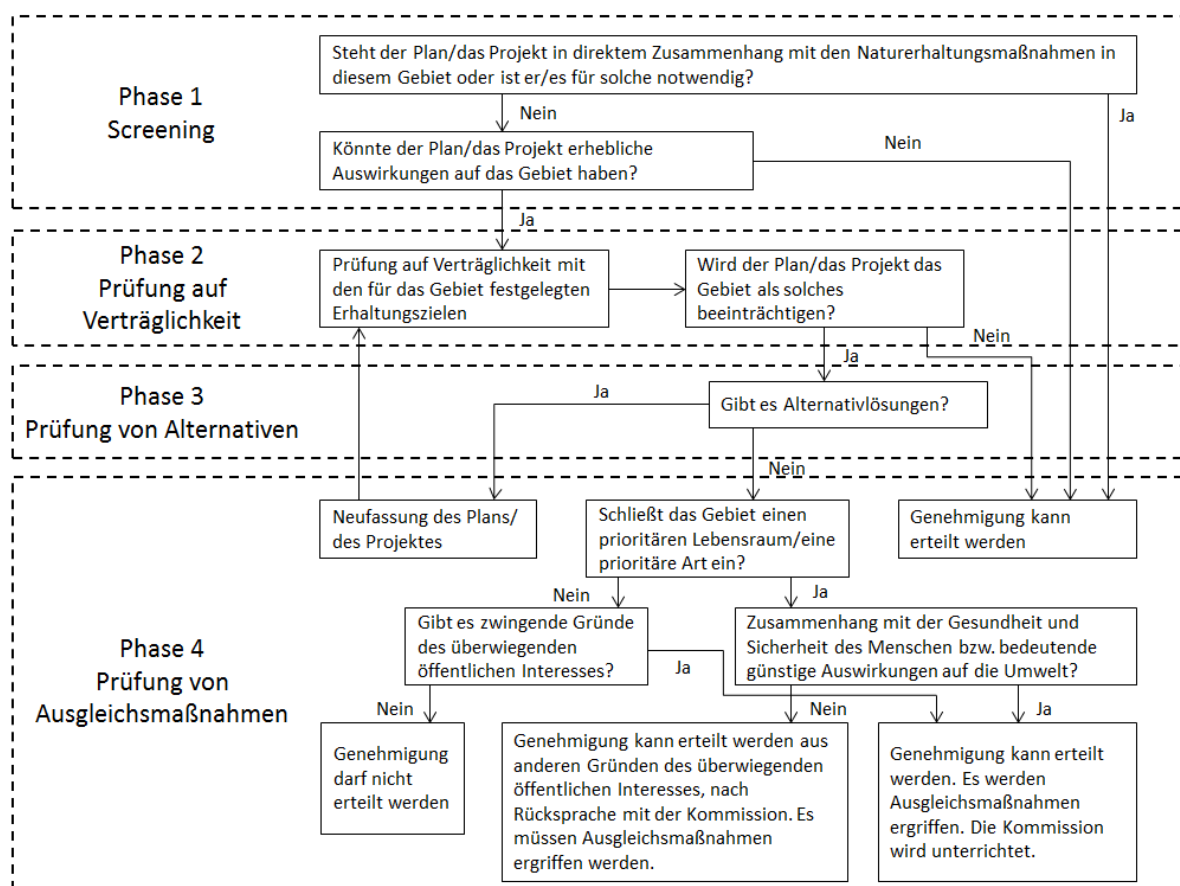 Phase 1
Screening
Steht der Plan/das Projekt in direktem Zusammenhang mit den Naturerhaltungsmaßnahmen in
diesem Gebiet oder ist er/es für solche notwendig?
Nein
Ja
Könnte der Plan/das Projekt erhebliche
Auswirkungen auf das Gebiet haben?
Nein
Ja
Phase 2
Prüfung auf
Verträglichkeit
Prüfung auf Verträglichkeit mit
den für das Gebiet festgelegten
Erhaltungszielen
Wird der Plan/das Projekt das
Gebiet als solches
beeinträchtigen?
Nein
Ja
Phase 3
Prüfung von Alternativen
Ja
Gibt es Alternativlösungen?
Nein
Phase 4
Prüfung von
Ausgleichsmaßnahmen
Neufassung des Plans/
des Projektes
Schließt das Gebiet einen
prioritären Lebensraum/eine
prioritäre Art ein?
Genehmigung kann
erteilt werden
Nein
Ja
Gibt es zwingende Gründe
des überwiegenden
öffentlichen Interesses?
Ja
Zusammenhang mit der Gesundheit und
Sicherheit des Menschen bzw. bedeutende
günstige Auswirkungen auf die Umwelt?
Nein
Nein
Ja
Genehmigung
darf nicht
erteilt werden
Genehmigung kann erteilt werden aus
anderen Gründen des überwiegenden
öffentlichen Interesses, nach
Rücksprache mit der Kommission. Es
müssen Ausgleichsmaßnahmen
ergriffen werden.
Genehmigung kann erteilt
werden. Es werden
Ausgleichsmaßnahmen
ergriffen. Die Kommission
wird unterrichtet.